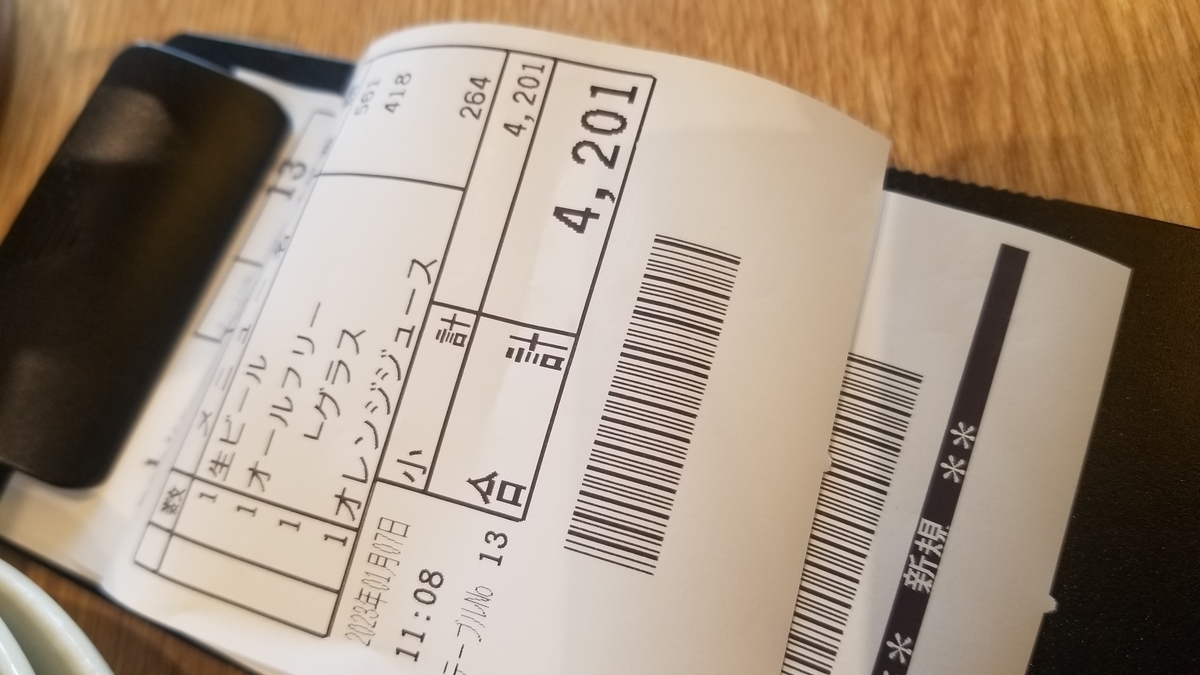 13
数 メニュー
1 生ビール 561
1 オールフリー 418
1 Lグラス
1 オレンジジュース 264
小計 4,201
合計 4,201
2023年01月07日
11:08
テーブルNo 13
** 新規 **